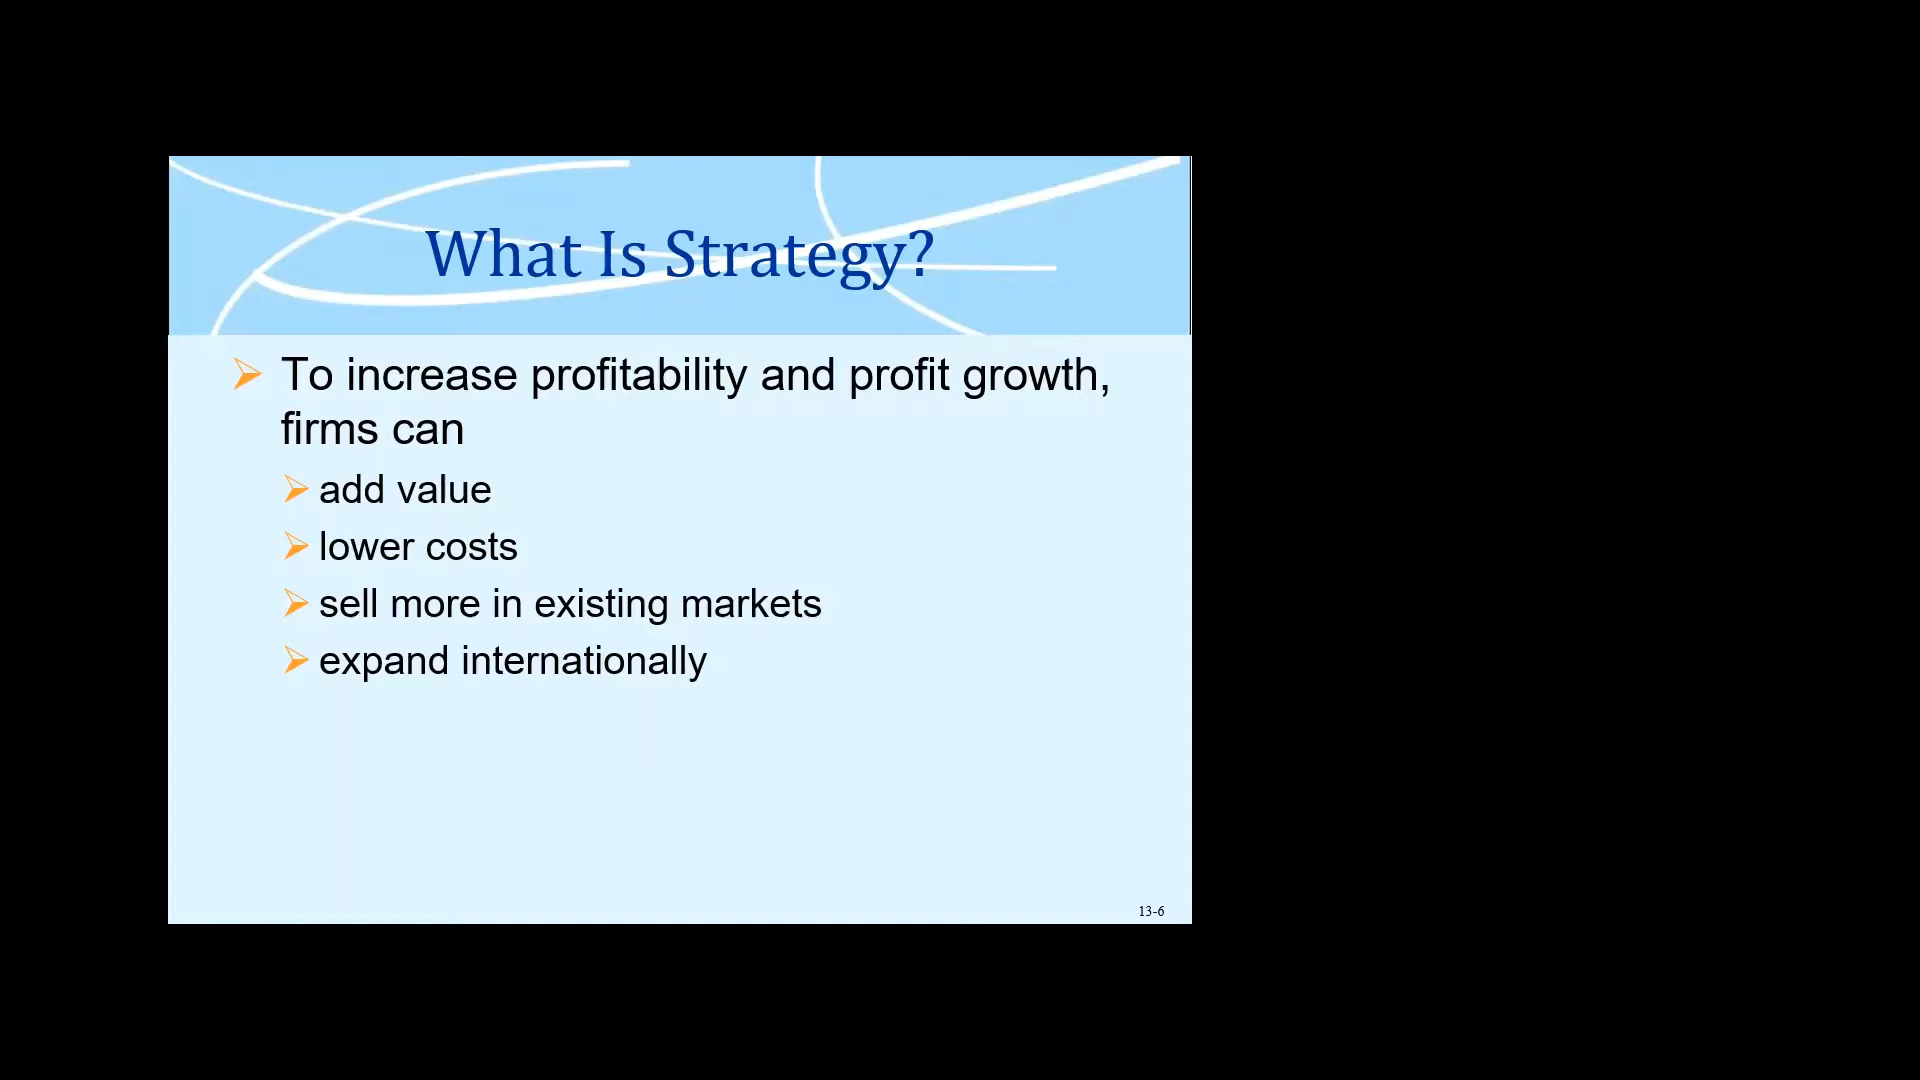 What Is Strategy?
To increase profitability and profit growth,
firms can
add value
lower costs
sell more in existing markets
expand internationally
13-6